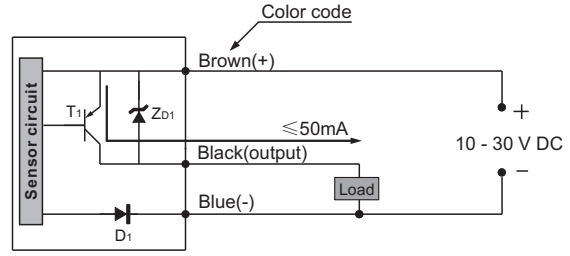 Color code
Brown(+)
Sensor circuit
T1
ZD1
≤50mA
+
10 - 30 V DC
Black(output)
−
Load
Blue(-)
D1